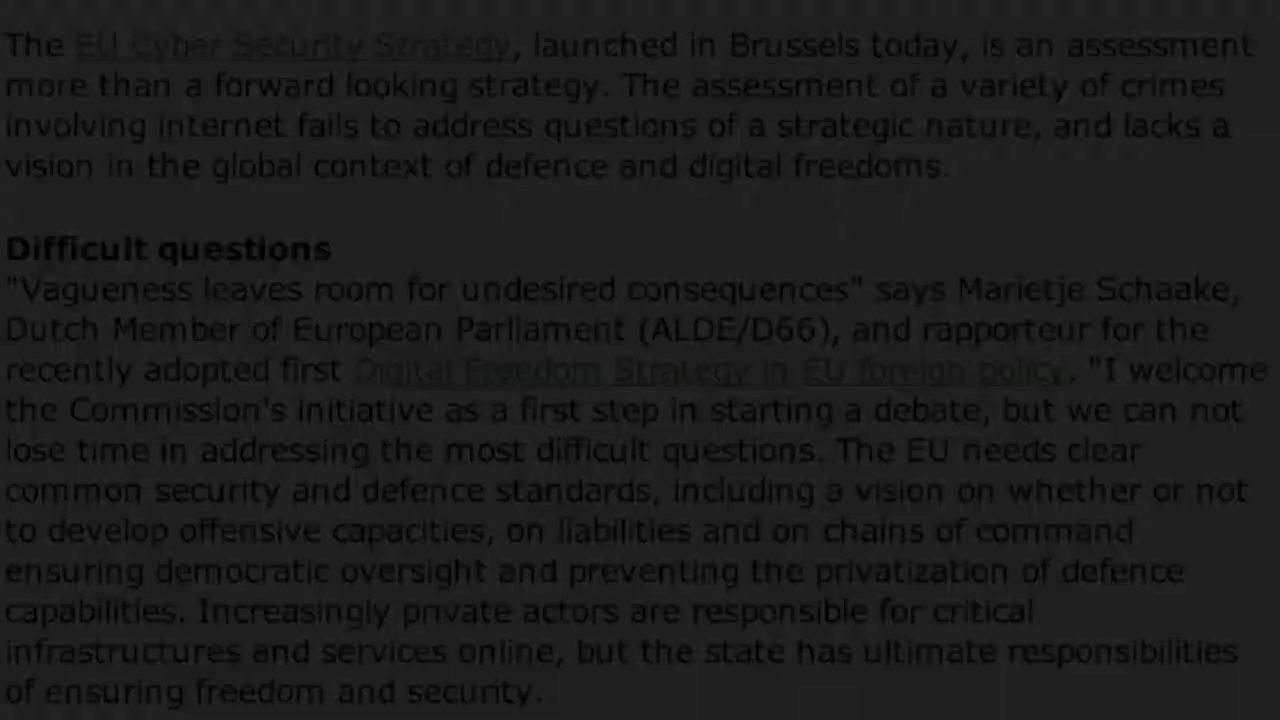 The EU Cyber Security Strategy, launched in Brussels today, is an assessment
more than a forward looking strategy. The assessment of a variety of crimes
involving internet fails to address questions of a strategic nature, and lacks a
vision in the global context of defence and digital freedoms.
Difficult questions
"Vagueness leaves room for undesired consequences" says Marietje Schaake,
Dutch Member of European Parliament (ALDE/D66), and rapporteur for the
recently adopted first Digital Freedom Strategy in EU foreign policy. "I welcome
the Commission's initiative as a first step in starting a debate, but we can not
lose time in addressing the most difficult questions. The EU needs clear
common security and defence standards, including a vision on whether or not
to develop offensive capacities, on liabilities and on chains of command
ensuring democratic oversight and preventing the privatization of defence
capabilities. Increasingly private actors are responsible for critical
infrastructures and services online, but the state has ultimate responsibilities
of ensuring freedom and security.